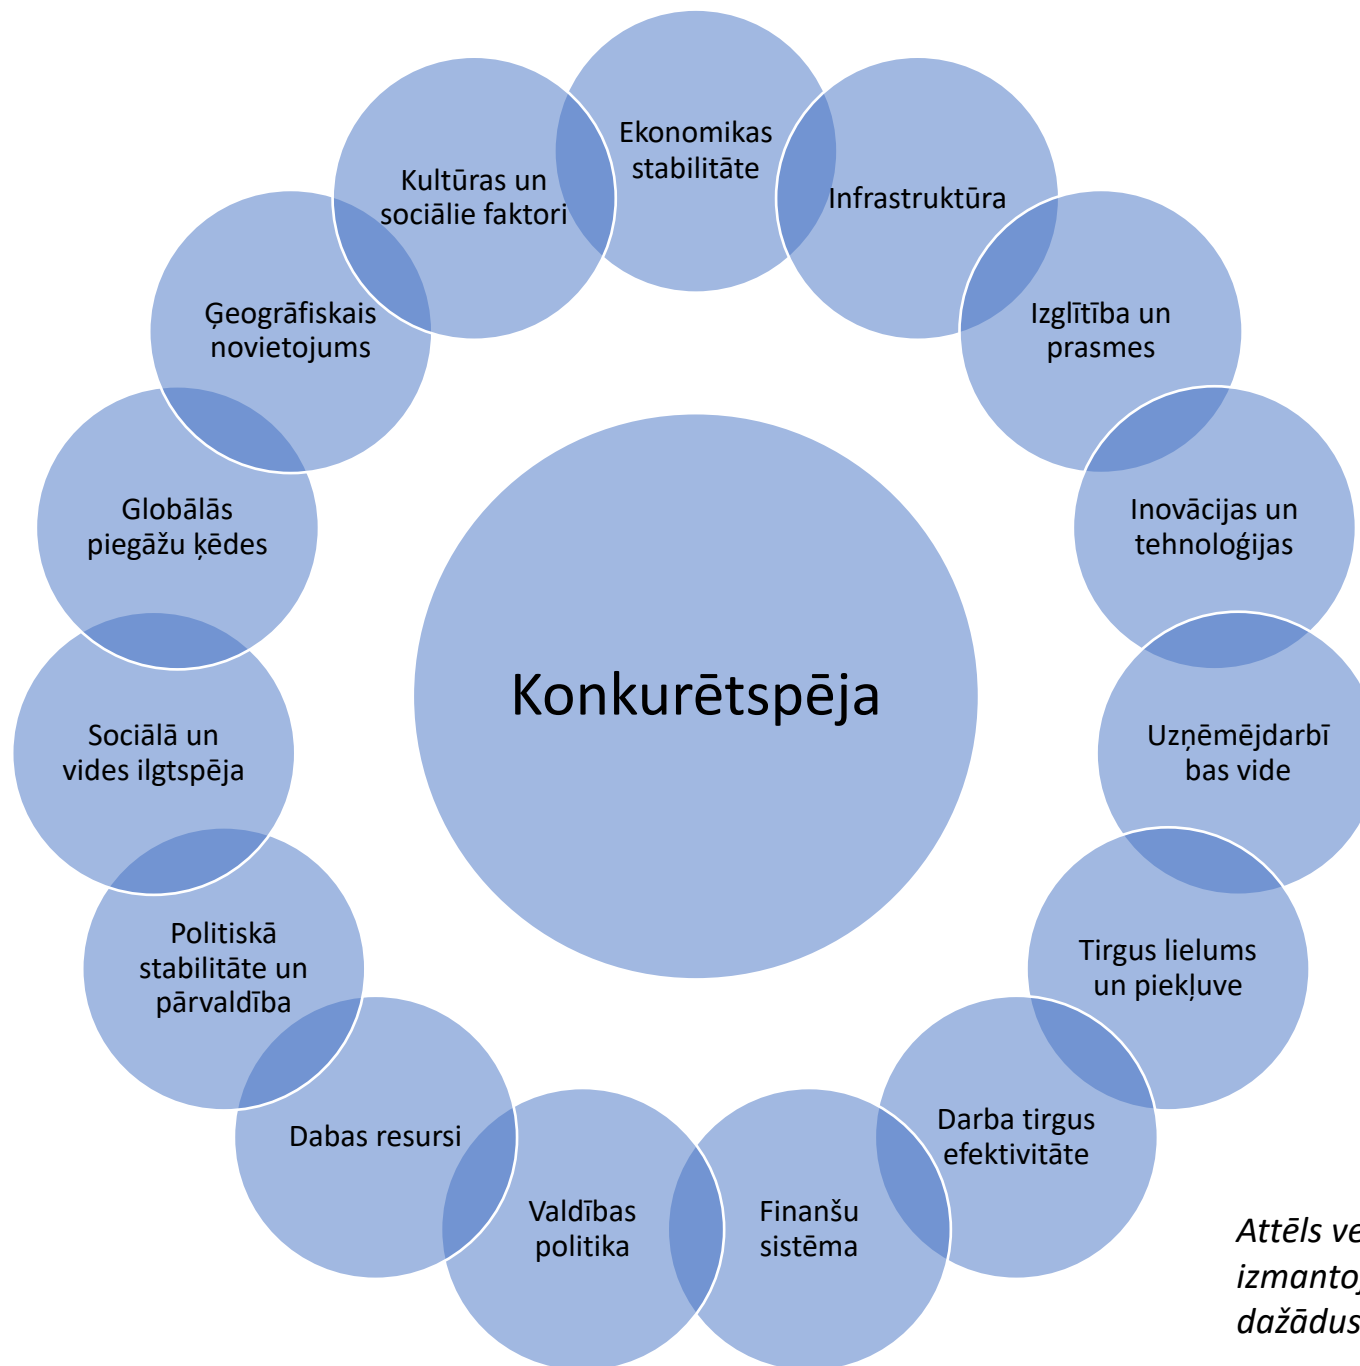 Ekonomikas
stabilitāte
Infrastruktūra
Izglītība un
prasmes
Inovācijas un
tehnoloģijas
Uzņēmējdarbī
bas vide
Tirgus lielums
un piekļuve
Darba tirgus
efektivitāte
Finanšu
sistēma
Valdības
politika
Dabas resursi
Politiskā
stabilitāte un
pārvaldība
Sociālā un
vides ilgtspēja
Globālās
piegāžu ķēdes
Ģeogrāfiskais
novietojums
Kultūras un
sociālie faktori
Konkurētspēja
Attēls
dažādus